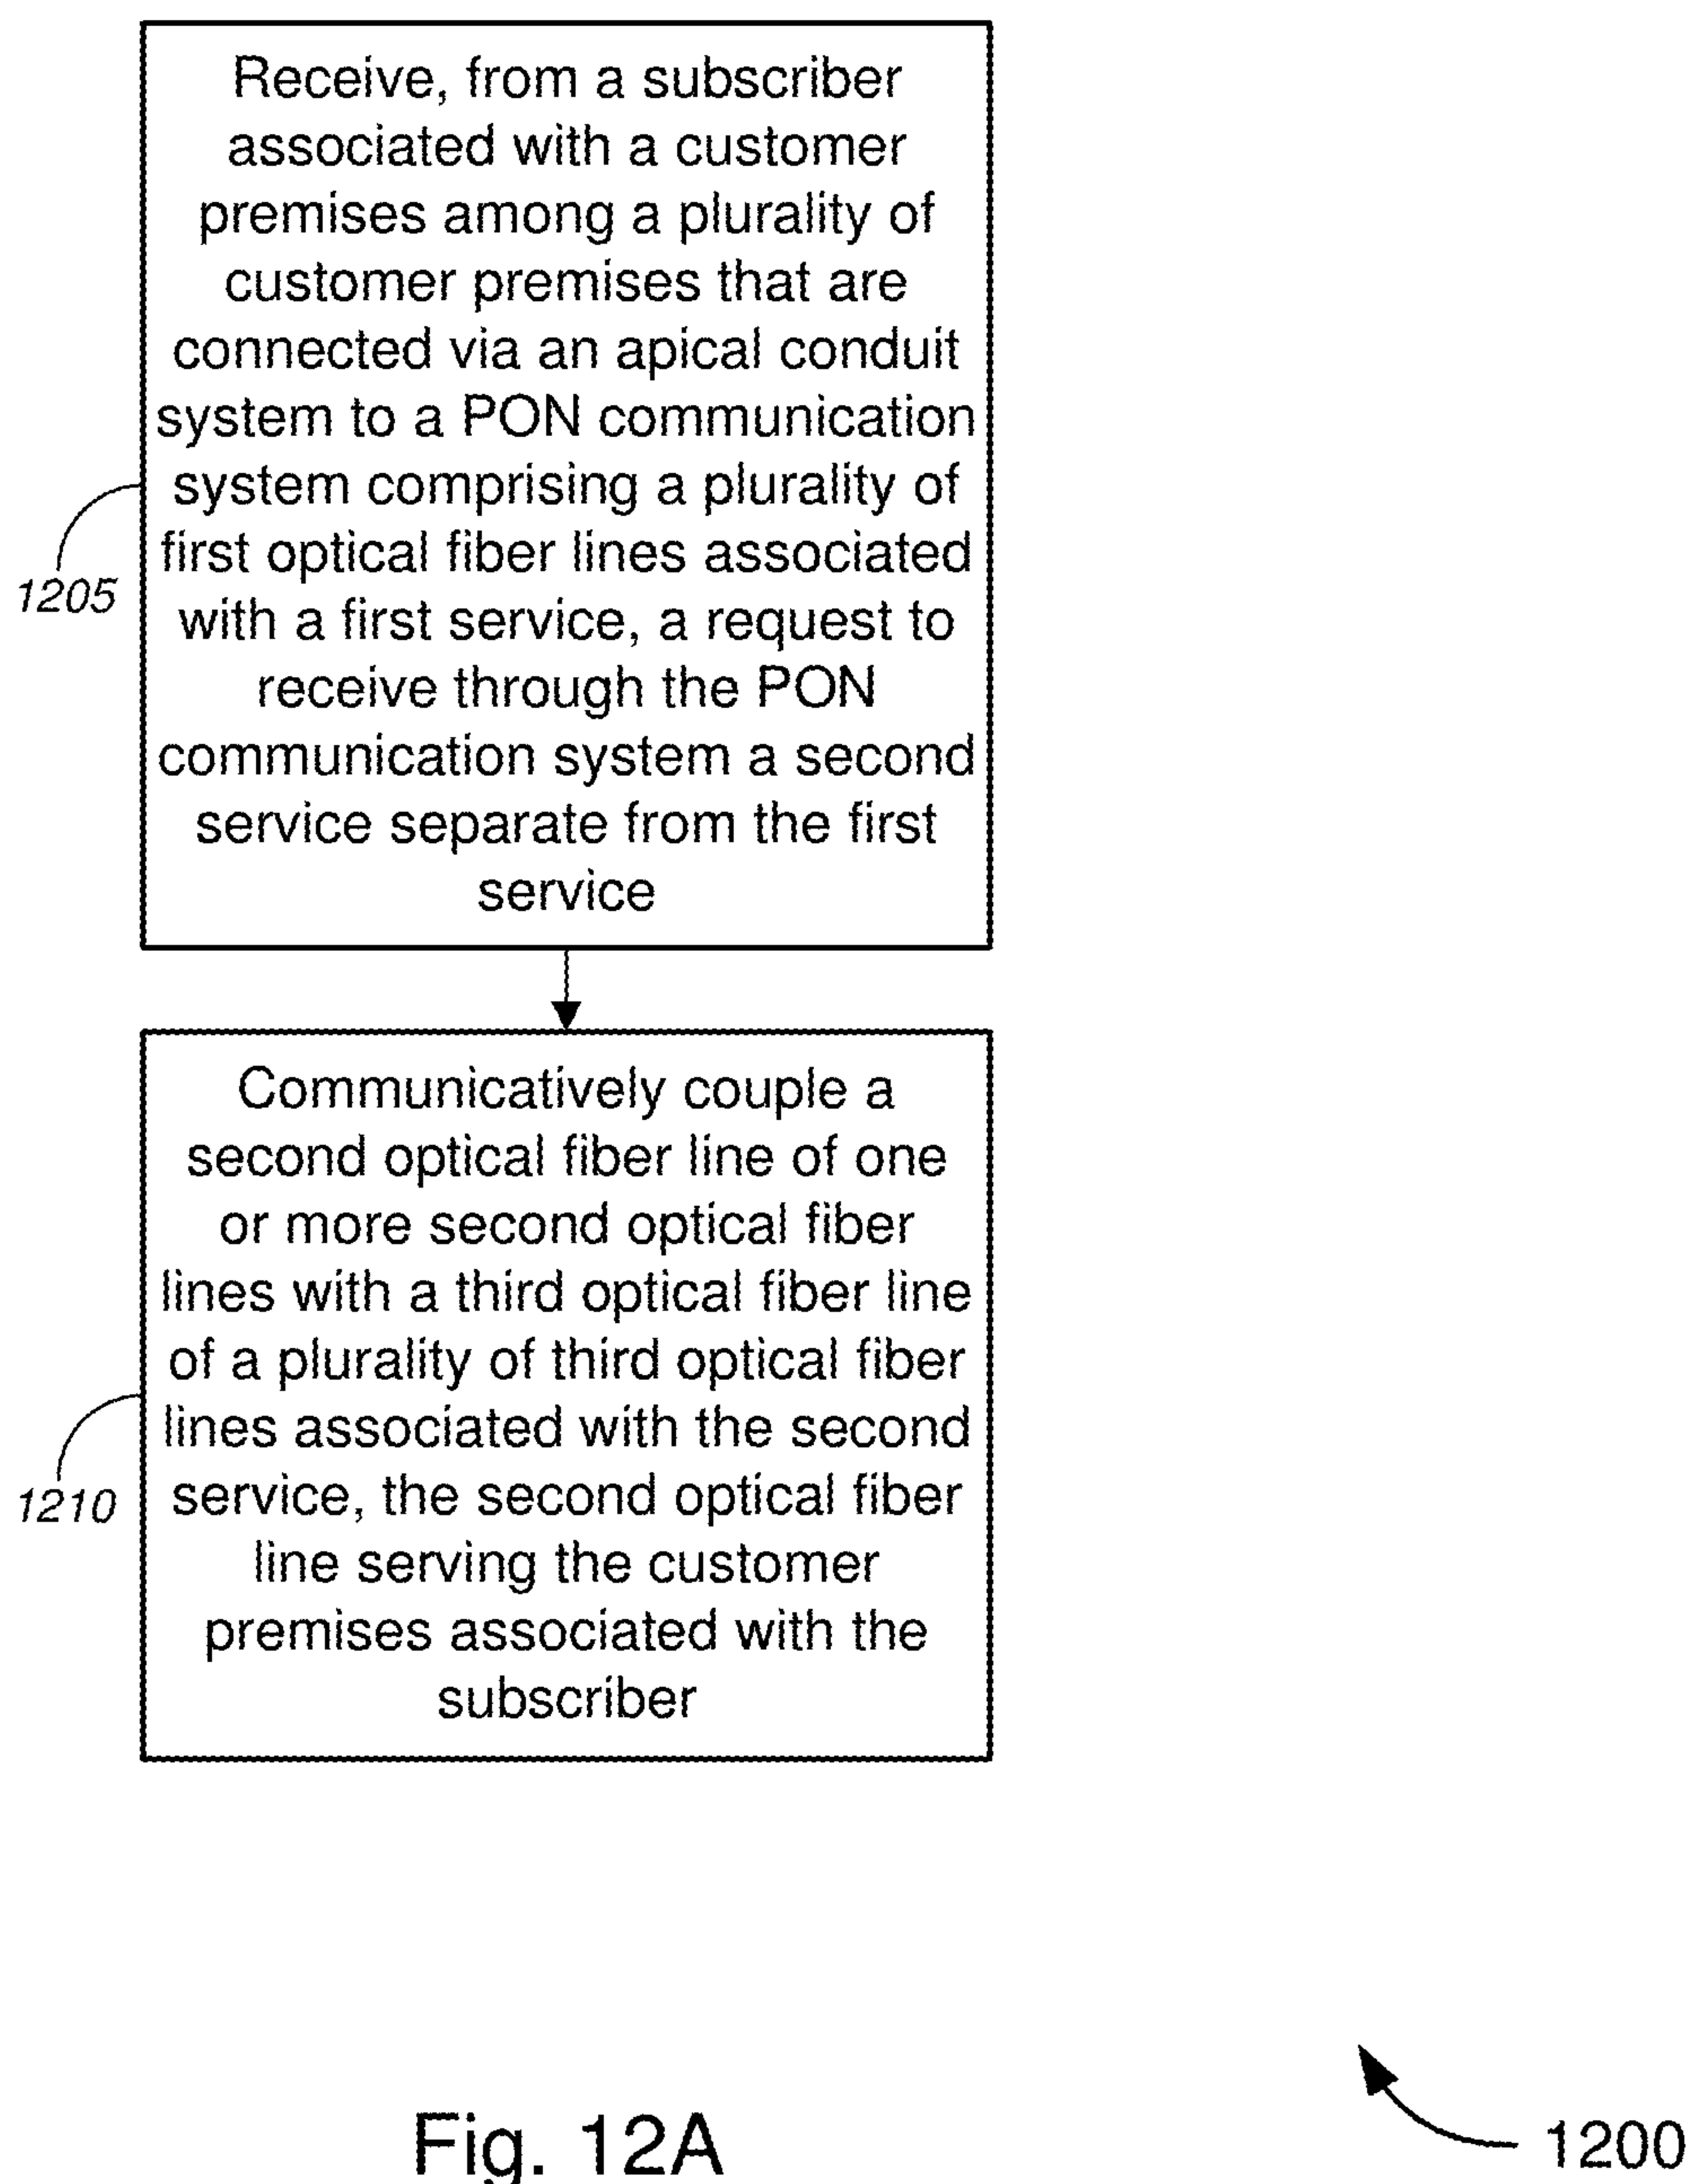 Receive, from a subscriber
associated with a customer
premises among a plurality of
customer premises that are
connected via an apical conduit
system to a PON communication
system comprising a plurality of
first optical fiber lines associated
with a first service, a request to
receive through the PON
communication system a second
service separate from the first
service
1205
Communicatively couple a
second optical fiber line of one
or more second optical fiber
lines with a third optical fiber line
of a plurality of third optical fiber
lines associated with the second
service, the second optical fiber
line serving the customer
premises associated with the
subscriber
1210
Fig. 12A
1200